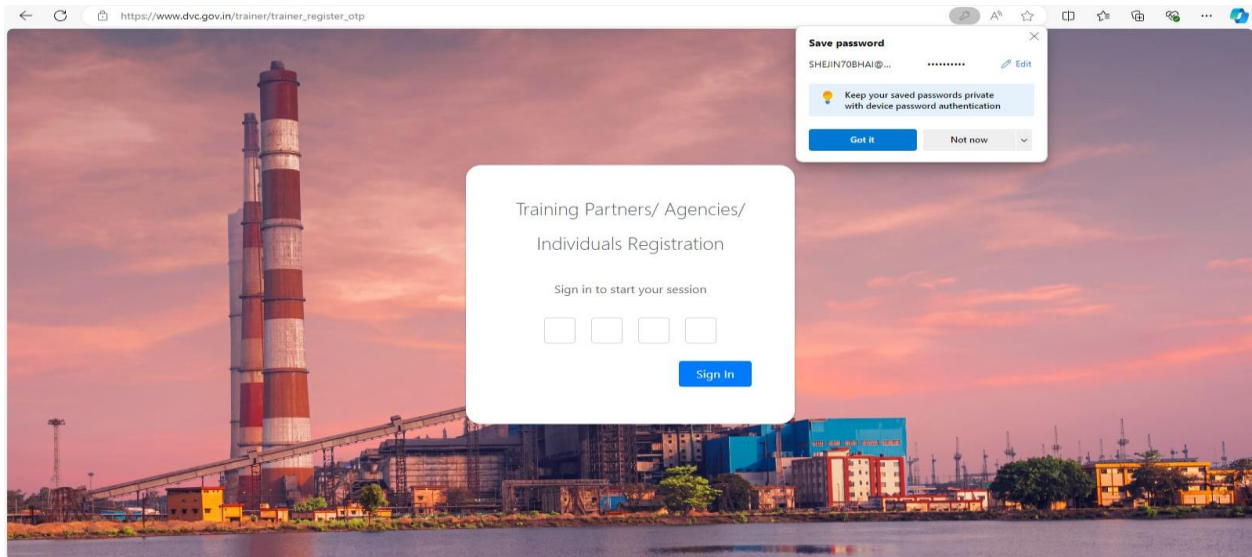 https://www.dvc.gov.in/trainer/trainer_register_otp
Save password
SHEJIN70BHAI@... •••••••••• Edit
Keep your saved passwords private
with device password authentication
Got it Not now
Training Partners/ Agencies/
Individuals Registration
Sign in to start your session
Sign In